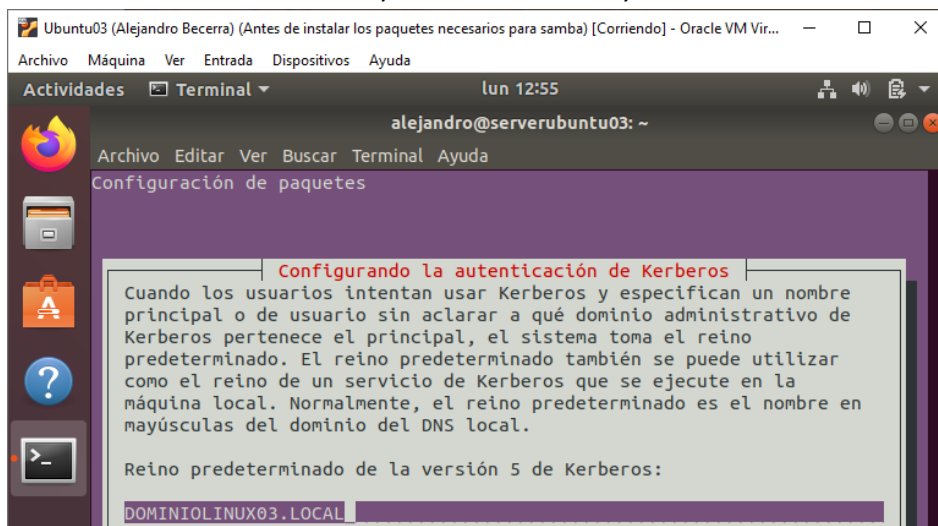 Ubuntu03 (Alejandro Becerra) (Antes de instalar los paquetes necesarios para samba) [Corriendo] - Oracle VM Vir...
Archivo Máquina Ver Entrada Dispositivos Ayuda
Actividades Terminal lun 12:55
alejandro@serverubuntu03: ~
Archivo Editar Ver Buscar Terminal Ayuda
Configuración de paquetes
Configurando la autenticación de Kerberos
Cuando los usuarios intentan usar Kerberos y especifican un nombre
principal o de usuario sin aclarar a qué dominio administrativo de
Kerberos pertenece el principal, el sistema toma el reino
predeterminado. El reino predeterminado también se puede utilizar
como el reino de un servicio de Kerberos que se ejecute en la
máquina local. Normalmente, el reino predeterminado es el nombre en
mayúsculas del dominio del DNS local.
Reino predeterminado de la versión 5 de Kerberos:
DOMINIOLINUX03.LOCAL